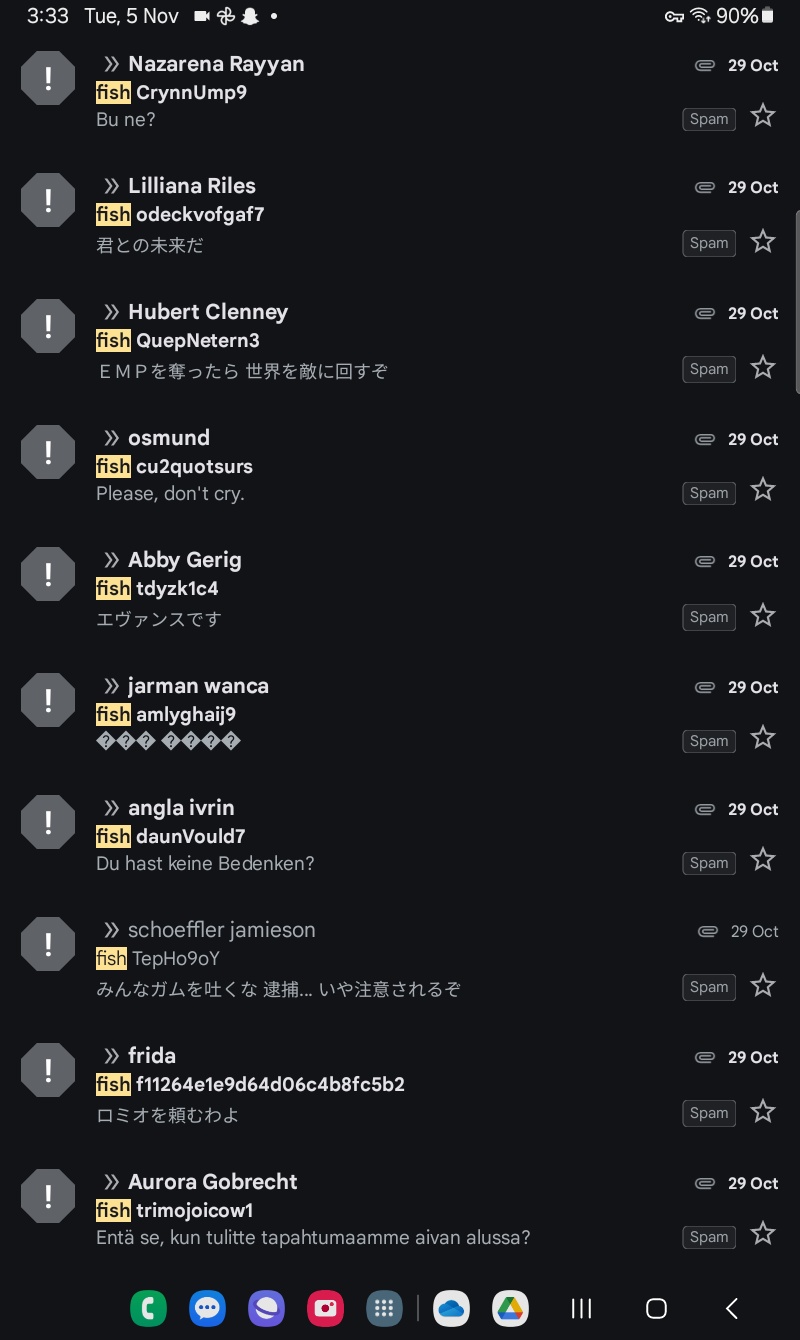 3:33 Tue, 5 Nov 90%
Nazarena Rayyan 29 Oct
fish CrynnUmp9
Bu ne? Spam
Lilliana Riles 29 Oct
fish odeckvofgaf7
君との未来だ Spam
Hubert Clenney 29 Oct
fish QuepNetern3
ＥＭＰを奪ったら 世界を敵に回すぞ Spam
osmund 29 Oct
fish cu2quotsurs
Please, don't cry. Spam
Abby Gerig 29 Oct
fish tdyzk1c4
エヴァンスです Spam
jarman wanca 29 Oct
fish amlyghaij9
��� ���� Spam
angla ivrin 29 Oct
fish daunVould7
Du hast keine Bedenken? Spam
schoeffler jamieson 29 Oct
fish TepHo9oY
みんなガムを吐くな 逮捕... いや注意されるぞ Spam
frida 29 Oct
fish f11264e1e9d64d06c4b8fc5b2
ロミオを頼むわよ Spam
Aurora Gobrecht 29 Oct
fish trimojoicow1
Entä se, kun tulitte tapahtumaamme aivan alussa? Spam